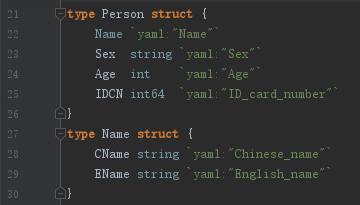 21 type Person struct {
22 Name `yaml:"Name"`
23 Sex  string `yaml:"Sex"`
24 Age  int    `yaml:"Age"`
25 IDCN int64  `yaml:"ID_card_number"`
26 }
27 type Name struct {
28 CName string `yaml:"Chinese_name"`
29 EName string `yaml:"English_name"`
30 }